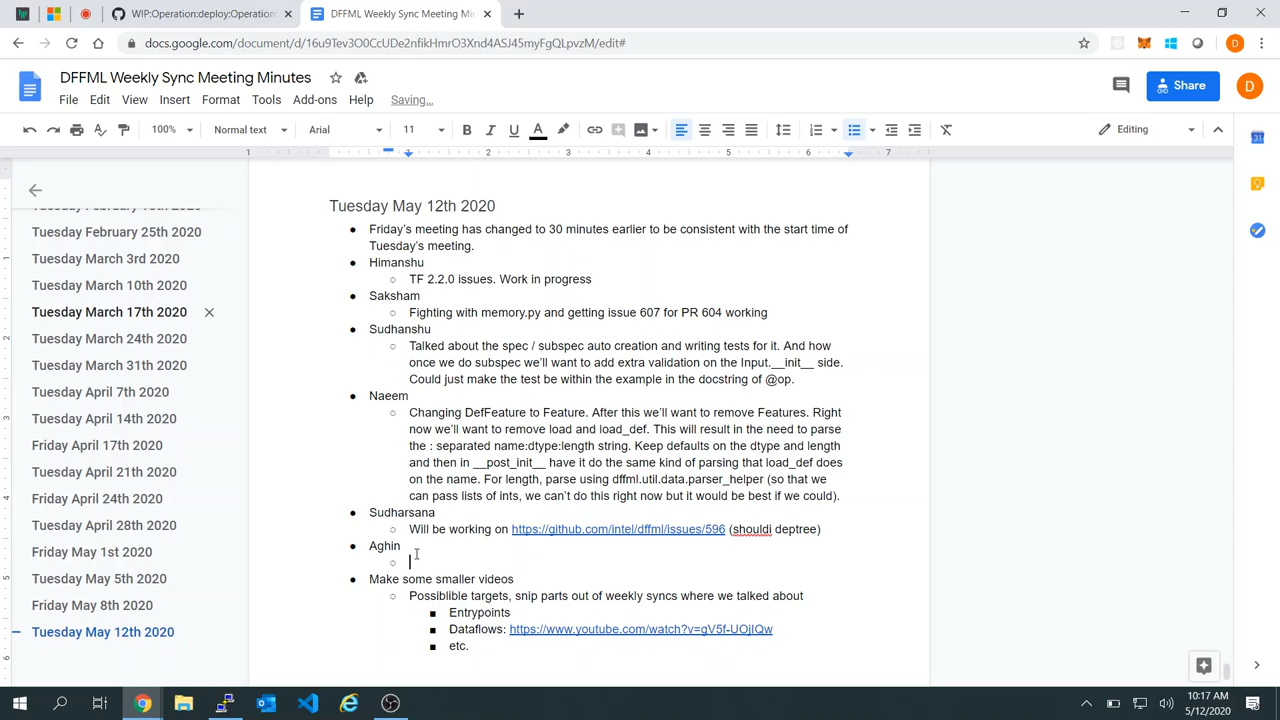 WIP:Operation:deploy:Operation
DFFML Weekly Sync Meeting Min
docs.google.com/document/d/16u9Tev3O0CcUDe2nfikHmrO3Xnd4ASJ45myFgQLpvzM/edit#
DFFML Weekly Sync Meeting Minutes
File Edit View Insert Format Tools Add-ons Help Saving...
Share
D
D
100% Normal text Arial 11 Editing
1 1 2 3 4 5 6 7
Tuesday February 25th 2020
Tuesday March 3rd 2020
Tuesday March 10th 2020
Tuesday March 17th 2020
Tuesday March 24th 2020
Tuesday March 31th 2020
Tuesday April 7th 2020
Tuesday April 14th 2020
Friday April 17th 2020
Tuesday April 21th 2020
Friday April 24th 2020
Tuesday April 28th 2020
Friday May 1st 2020
Tuesday May 5th 2020
Friday May 8th 2020
Tuesday May 12th 2020
Tuesday May 12th 2020
Friday's meeting has changed to 30 minutes earlier to be consistent with the start time of
Tuesday's meeting.
Himanshu
TF 2.2.0 issues. Work in progress
Saksham
Fighting with memory.py and getting issue 607 for PR 604 working
Sudhanshu
Talked about the spec / subspec auto creation and writing tests for it. And how
once we do subspec we'll want to add extra validation on the Input.__init__ side.
Could just make the test be within the example in the docstring of @op.
Naeem
Changing DefFeature to Feature. After this we'll want to remove Features. Right
now we'll want to remove load and load_def. This will result in the need to parse
the : separated name:dtype:length string. Keep defaults on the dtype and length
and then in __post_init__ have it do the same kind of parsing that load_def does
on the name. For length, parse using dffml.util.data.parser_helper (so that we
can pass lists of ints, we can't do this right now but it would be best if we could).
Sudharsana
Will be working on https://github.com/intel/dffml/issues/596 (shouldi deptree)
Aghin
Make some smaller videos
Possiblible targets, snip parts out of weekly syncs where we talked about
Entrypoints
Dataflows: https://www.youtube.com/watch?v=gV5f-UOjIQw
etc.
10:17 AM
5/12/2020